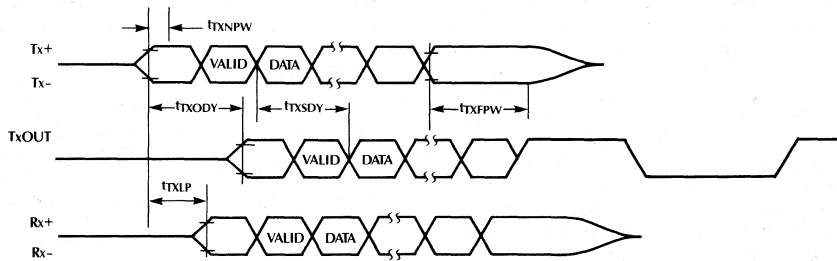 tTXNPW
Tx+
VALID DATA
Tx–
tTXODY tTXSDY tTXFPW
TxOUT
VALID DATA
tTXLP
Rx+
VALID DATA
Rx–